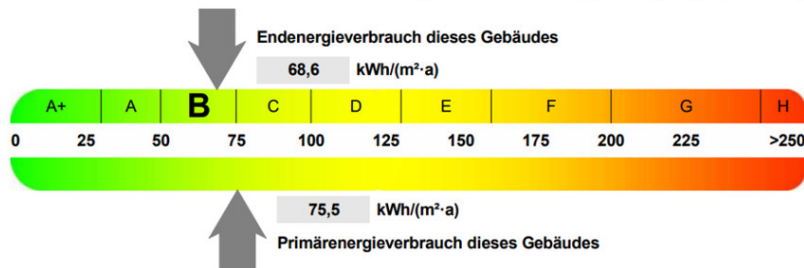 Endenergieverbrauch dieses Gebäudes
68,6 kWh/(m²·a)
A+ A B C D E F G H
0 25 50 75 100 125 150 175 200 225 >250
75,5 kWh/(m²·a)
Primärenergieverbrauch dieses Gebäudes